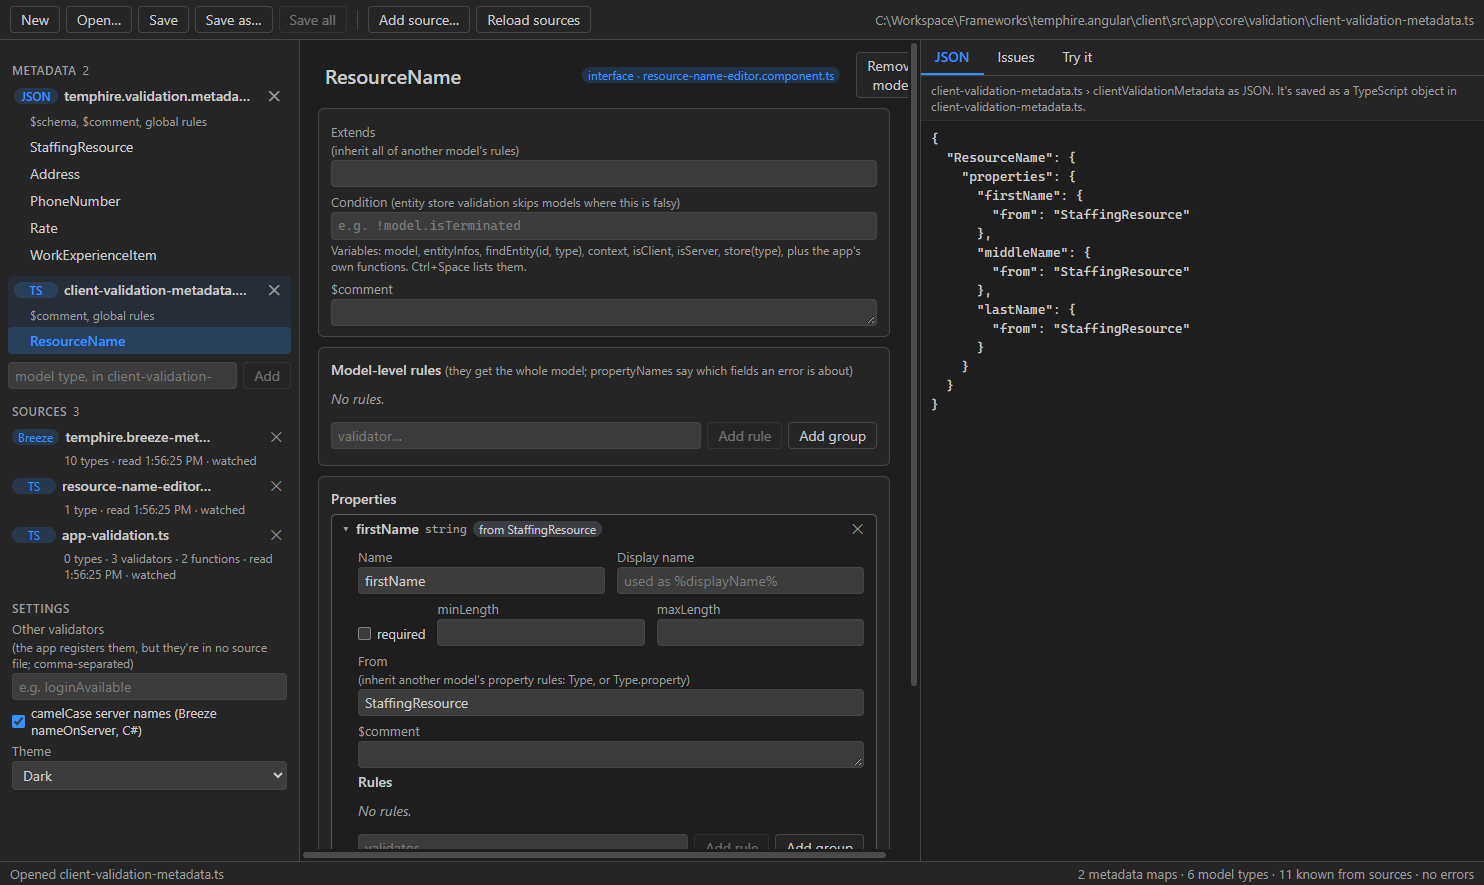 New Open... Save Save as... Save all Add source... Reload sources C:\Workspace\Frameworks\temphire.angular\client\src\app\core\validation\client-validation-metadata.ts
METADATA 2
JSON temphire.validation.metada...
$schema, $comment, global rules
StaffingResource
Address
PhoneNumber
Rate
WorkExperienceItem
TS client-validation-metadata....
$comment, global rules
ResourceName
model type, in client-validation- Add
SOURCES 3
Breeze temphire.breeze-met...
10 types · read 1:56:25 PM · watched
TS resource-name-editor...
1 type · read 1:56:25 PM · watched
TS app-validation.ts
0 types · 3 validators · 2 functions · read
1:56:25 PM · watched
SETTINGS
Other validators
(the app registers them, but they're in no source
file; comma-separated)
e.g. loginAvailable
camelCase server names (Breeze
nameOnServer, C#)
Theme
Dark
ResourceName interface · resource-name-editor.component.ts
Remov
mode
Extends
(inherit all of another model's rules)
Condition (entity store validation skips models where this is falsy)
e.g. !model.isTerminated
Variables: model, entityInfos, findEntity(id, type), context, isClient, isServer, store(type), plus the app's
own functions. Ctrl+Space lists them.
$comment
Model-level rules (they get the whole model; propertyNames say which fields an error is about)
No rules.
validator... Add rule Add group
Properties
firstName string from StaffingResource
Name Display name
firstName used as %displayName%
minLength maxLength
required
From
(inherit another model's property rules: Type, or Type.property)
StaffingResource
$comment
Rules
No rules.
validator Add rule Add group
JSON Issues Try it
client-validation-metadata.ts › clientValidationMetadata as JSON. It's saved as a TypeScript object in
client-validation-metadata.ts.
{
"ResourceName": {
"properties": {
"firstName": {
"from": "StaffingResource"
},
"middleName": {
"from": "StaffingResource"
},
"lastName": {
"from": "StaffingResource"
}
}
}
}
Opened client-validation-metadata.ts 2 metadata maps · 6 model types · 11 known from sources · no errors